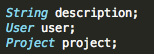 String description;
User user;
Project project;